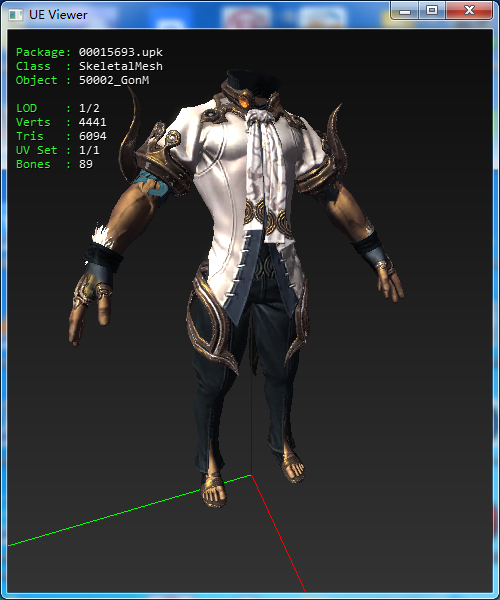 UE Viewer
Package: 00015693.upk
Class  : SkeletalMesh
Object : 50002_GonM
LOD    : 1/2
Verts  : 4441
Tris   : 6094
UV Set : 1/1
Bones  : 89